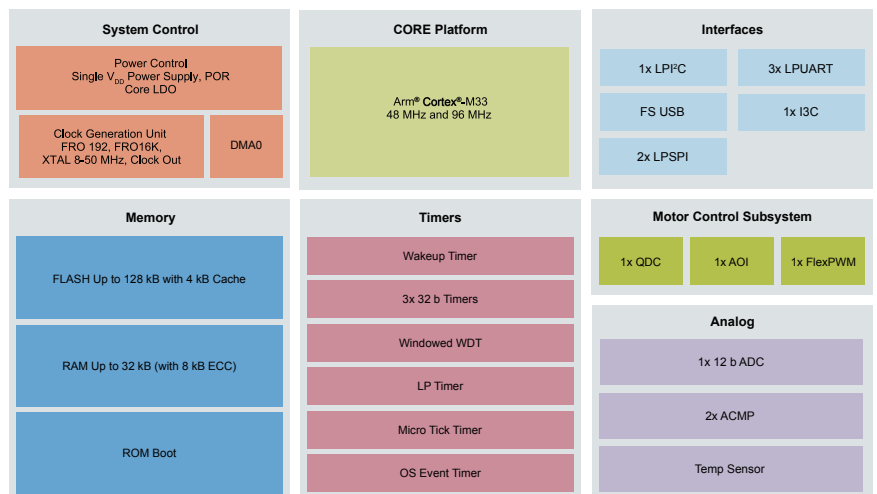 System Control
Power Control
Single VDD Power Supply, POR
Core LDO
Clock Generation Unit
FRO 192, FRO16K,
XTAL 8-50 MHz, Clock Out
DMA0
CORE Platform
Arm® Cortex®-M33
48 MHz and 96 MHz
Interfaces
1x LPI²C
3x LPUART
FS USB
1x I3C
2x LPSPI
Memory
FLASH Up to 128 kB with 4 kB Cache
RAM Up to 32 kB (with 8 kB ECC)
ROM Boot
Timers
Wakeup Timer
3x 32 b Timers
Windowed WDT
LP Timer
Micro Tick Timer
OS Event Timer
Motor Control Subsystem
1x QDC
1x AOI
1x FlexPWM
Analog
1x 12 b ADC
2x ACMP
Temp Sensor